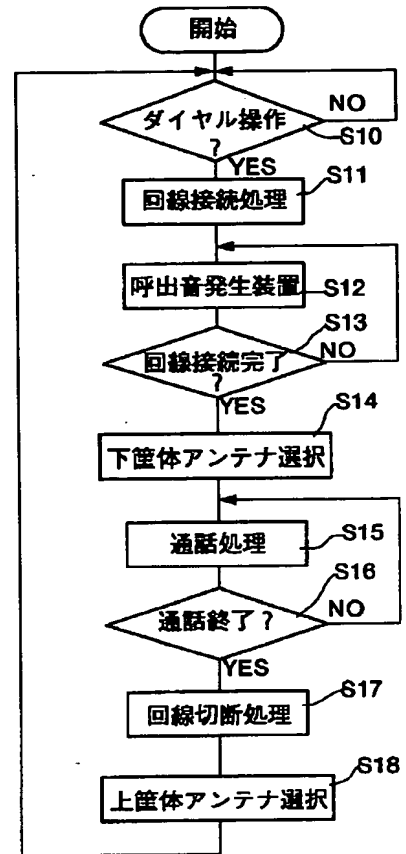 開始
ダイヤル操作
?
NO
S10
YES
回線接続処理
S11
呼出音発生装置
S12
回線接続完了
?
S13
NO
YES
下筐体アンテナ選択
S14
通話処理
S15
通話終了?
S16
NO
YES
回線切断処理
S17
上筐体アンテナ選択
S18